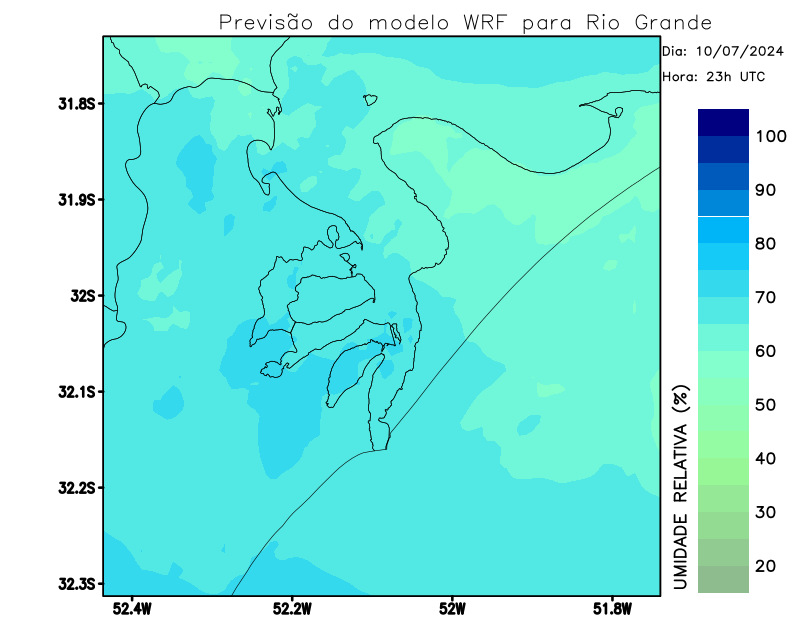 Previsão do modelo WRF para Rio Grande
Dia: 10/07/2024
Hora: 23h UTC
31.8S
31.9S
32S
32.1S
32.2S
32.3S
52.4W
52.2W
52W
51.8W
100
90
80
70
60
50
40
30
20
UMIDADE RELATIVA (%)